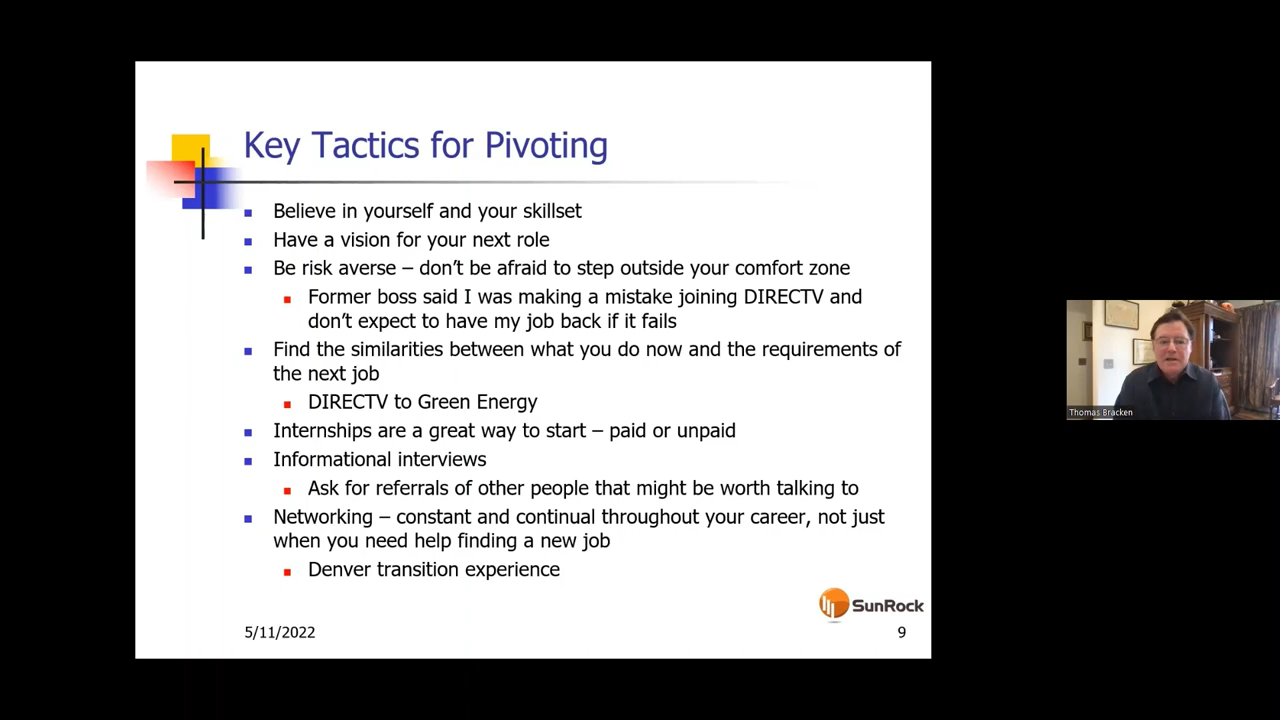 Key Tactics for Pivoting
Believe in yourself and your skillset
Have a vision for your next role
Be risk averse – don't be afraid to step outside your comfort zone
Former boss said I was making a mistake joining DIRECTV and
don't expect to have my job back if it fails
Find the similarities between what you do now and the requirements of
the next job
DIRECTV to Green Energy
Internships are a great way to start – paid or unpaid
Informational interviews
Ask for referrals of other people that might be worth talking to
Networking – constant and continual throughout your career, not just
when you need help finding a new job
Denver transition experience
SunRock
5/11/2022
9
Thomas Bracken